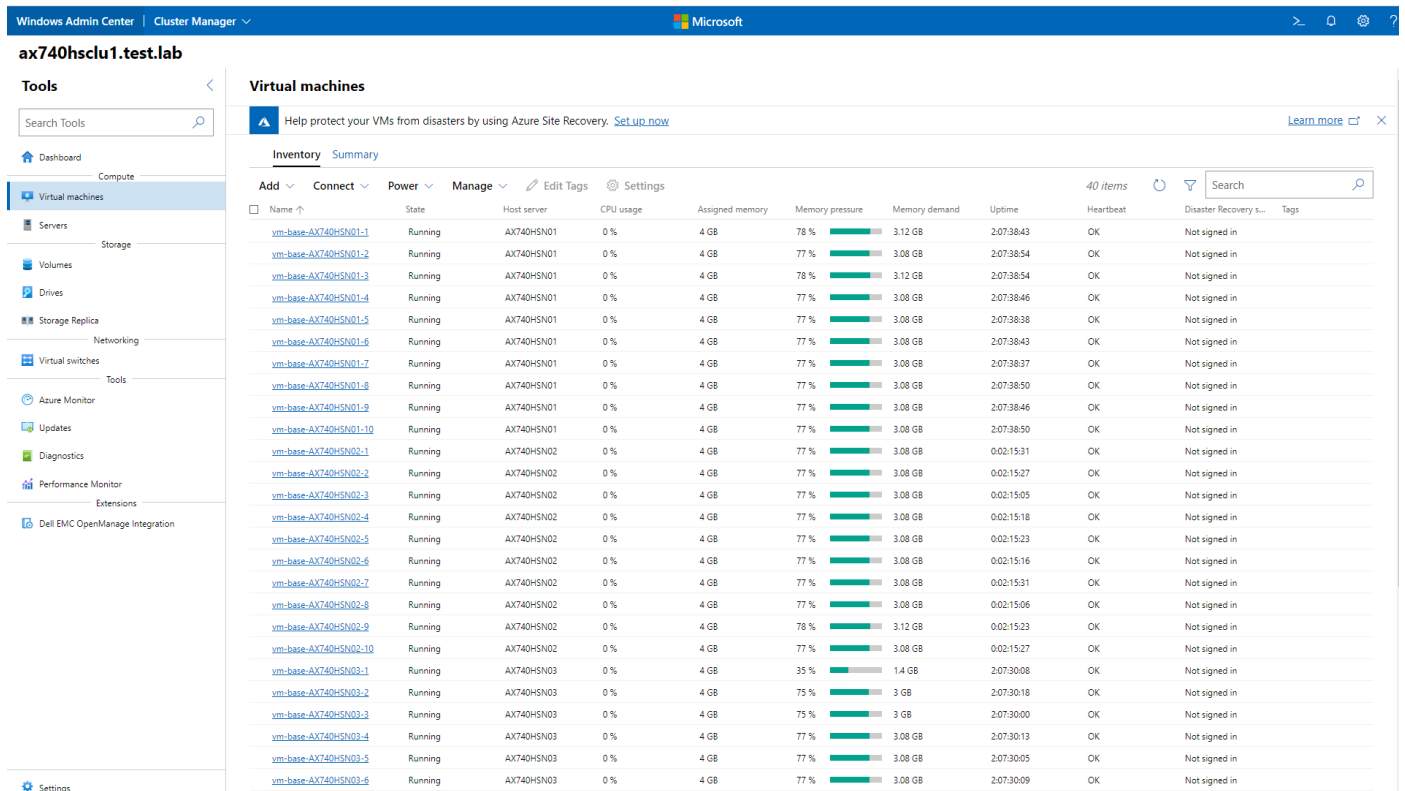 Windows Admin Center | Cluster Manager Microsoft ?
ax740hsclu1.test.lab
Tools
Search Tools
Dashboard
Compute
Virtual machines
Servers
Storage
Volumes
Drives
Storage Replica
Networking
Virtual switches
Tools
Azure Monitor
Updates
Diagnostics
Performance Monitor
Extensions
Dell EMC OpenManage Integration
Settings
Virtual machines
Help protect your VMs from disasters by using Azure Site Recovery. Set up now Learn more
Inventory Summary
Add Connect Power Manage Edit Tags Settings 40 items Search
Name State Host server CPU usage Assigned memory Memory pressure Memory demand Uptime Heartbeat Disaster Recovery s... Tags
vm-base-AX740HSN01-1 Running AX740HSN01 0 % 4 GB 78 % 3.12 GB 2:07:38:43 OK Not signed in
vm-base-AX740HSN01-2 Running AX740HSN01 0 % 4 GB 77 % 3.08 GB 2:07:38:54 OK Not signed in
vm-base-AX740HSN01-3 Running AX740HSN01 0 % 4 GB 78 % 3.12 GB 2:07:38:54 OK Not signed in
vm-base-AX740HSN01-4 Running AX740HSN01 0 % 4 GB 77 % 3.08 GB 2:07:38:46 OK Not signed in
vm-base-AX740HSN01-5 Running AX740HSN01 0 % 4 GB 77 % 3.08 GB 2:07:38:38 OK Not signed in
vm-base-AX740HSN01-6 Running AX740HSN01 0 % 4 GB 77 % 3.08 GB 2:07:38:43 OK Not signed in
vm-base-AX740HSN01-7 Running AX740HSN01 0 % 4 GB 77 % 3.08 GB 2:07:38:37 OK Not signed in
vm-base-AX740HSN01-8 Running AX740HSN01 0 % 4 GB 77 % 3.08 GB 2:07:38:50 OK Not signed in
vm-base-AX740HSN01-9 Running AX740HSN01 0 % 4 GB 77 % 3.08 GB 2:07:38:46 OK Not signed in
vm-base-AX740HSN01-10 Running AX740HSN01 0 % 4 GB 77 % 3.08 GB 2:07:38:50 OK Not signed in
vm-base-AX740HSN02-1 Running AX740HSN02 0 % 4 GB 77 % 3.08 GB 0:02:15:31 OK Not signed in
vm-base-AX740HSN02-2 Running AX740HSN02 0 % 4 GB 77 % 3.08 GB 0:02:15:27 OK Not signed in
vm-base-AX740HSN02-3 Running AX740HSN02 0 % 4 GB 77 % 3.08 GB 0:02:15:05 OK Not signed in
vm-base-AX740HSN02-4 Running AX740HSN02 0 % 4 GB 77 % 3.08 GB 0:02:15:18 OK Not signed in
vm-base-AX740HSN02-5 Running AX740HSN02 0 % 4 GB 77 % 3.08 GB 0:02:15:23 OK Not signed in
vm-base-AX740HSN02-6 Running AX740HSN02 0 % 4 GB 77 % 3.08 GB 0:02:15:16 OK Not signed in
vm-base-AX740HSN02-7 Running AX740HSN02 0 % 4 GB 77 % 3.08 GB 0:02:15:31 OK Not signed in
vm-base-AX740HSN02-8 Running AX740HSN02 0 % 4 GB 77 % 3.08 GB 0:02:15:06 OK Not signed in
vm-base-AX740HSN02-9 Running AX740HSN02 0 % 4 GB 78 % 3.12 GB 0:02:15:23 OK Not signed in
vm-base-AX740HSN02-10 Running AX740HSN02 0 % 4 GB 77 % 3.08 GB 0:02:15:27 OK Not signed in
vm-base-AX740HSN03-1 Running AX740HSN03 0 % 4 GB 35 % 1.4 GB 2:07:30:08 OK Not signed in
vm-base-AX740HSN03-2 Running AX740HSN03 0 % 4 GB 75 % 3 GB 2:07:30:18 OK Not signed in
vm-base-AX740HSN03-3 Running AX740HSN03 0 % 4 GB 75 % 3 GB 2:07:30:00 OK Not signed in
vm-base-AX740HSN03-4 Running AX740HSN03 0 % 4 GB 77 % 3.08 GB 2:07:30:13 OK Not signed in
vm-base-AX740HSN03-5 Running AX740HSN03 0 % 4 GB 77 % 3.08 GB 2:07:30:05 OK Not signed in
vm-base-AX740HSN03-6 Running AX740HSN03 0 % 4 GB 77 % 3.08 GB 2:07:30:09 OK Not signed in